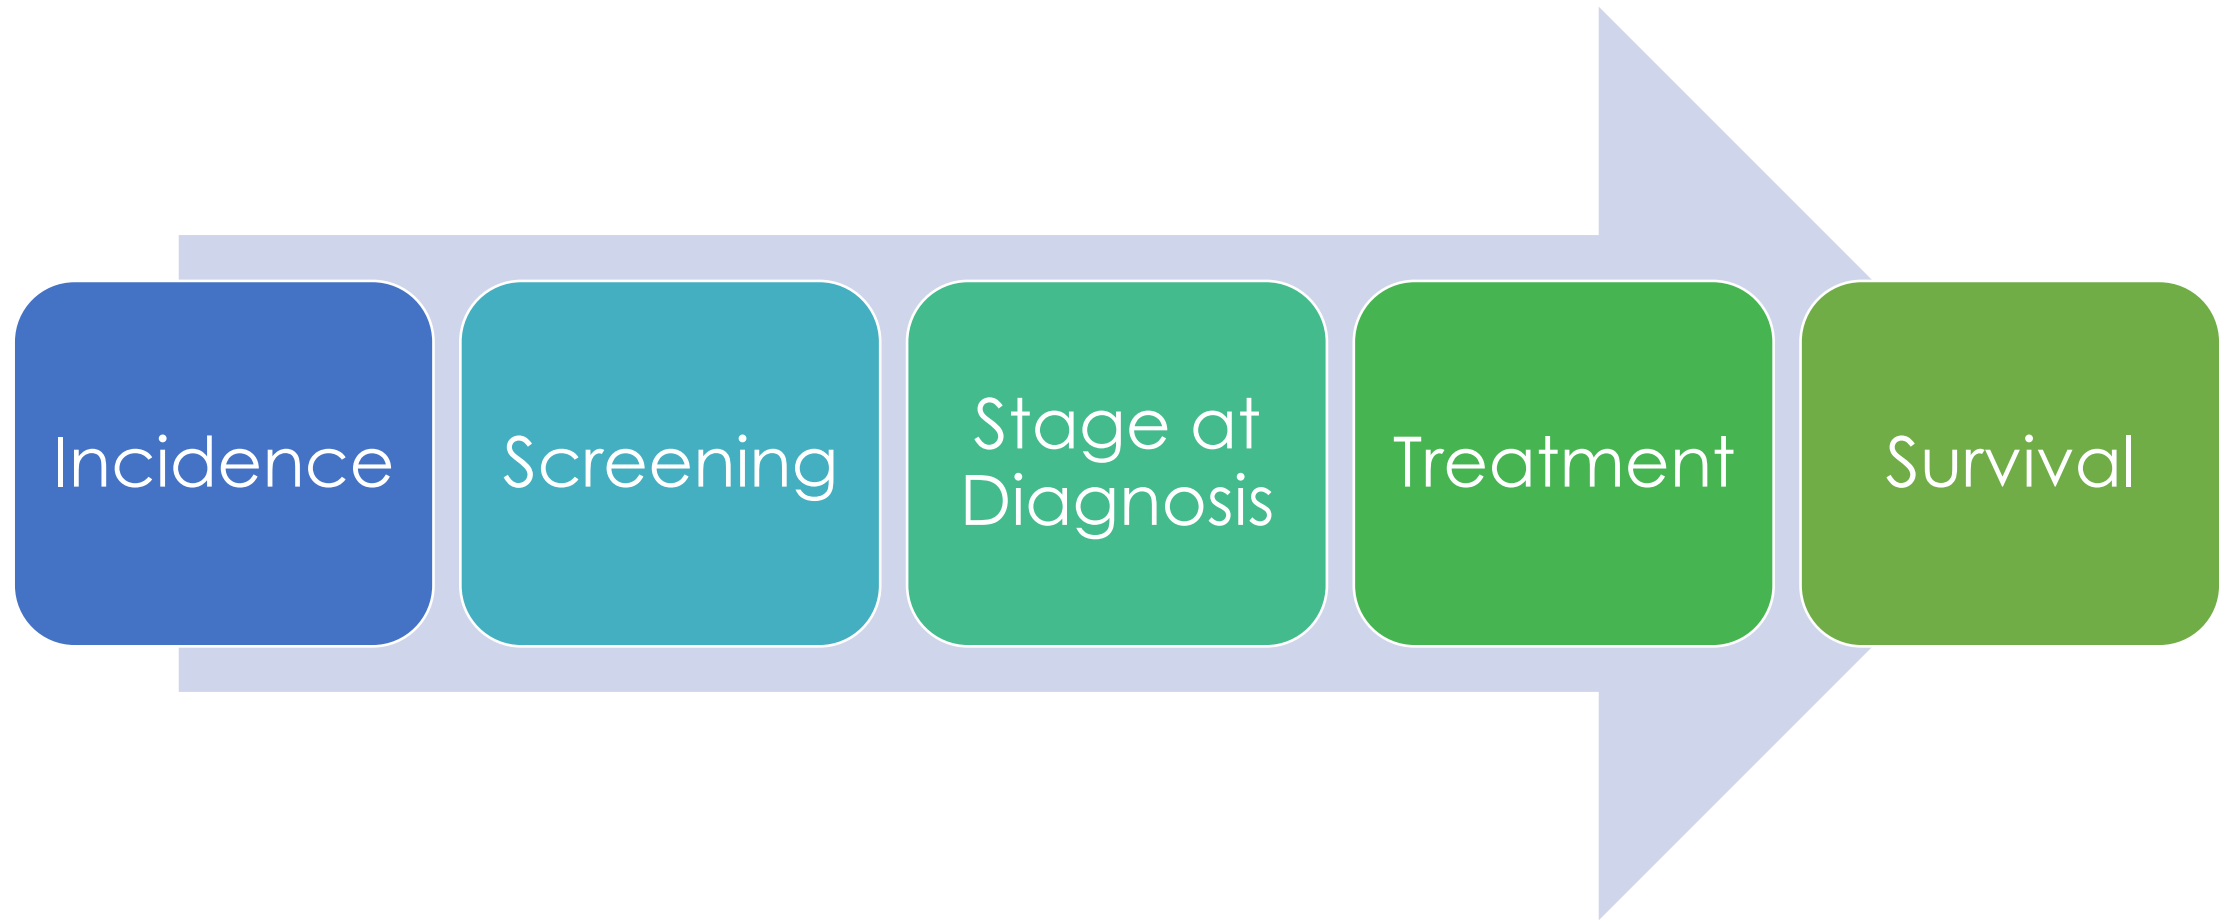 Incidence
Screening
Stage at
Diagnosis
Treatment
Survival